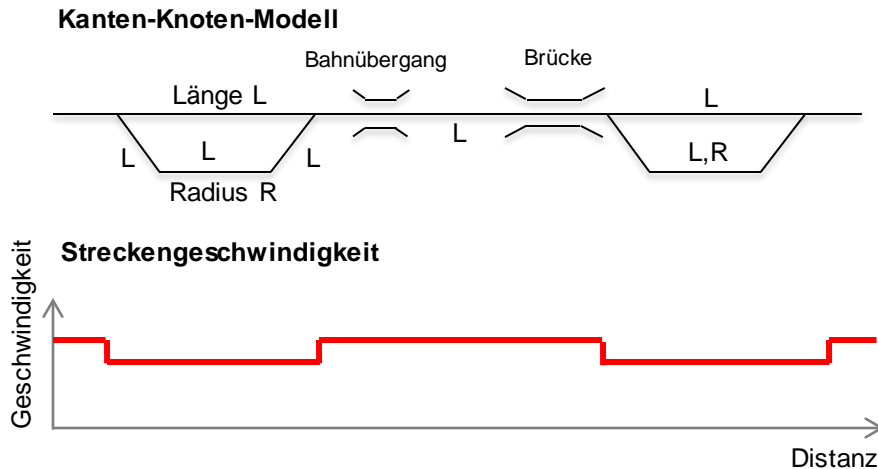 Kanten-Knoten-Modell
Bahnübergang
Brücke
Länge L
L
L
L
L
L
L,R
Radius R
Streckengeschwindigkeit
Geschwindigkeit
Distanz